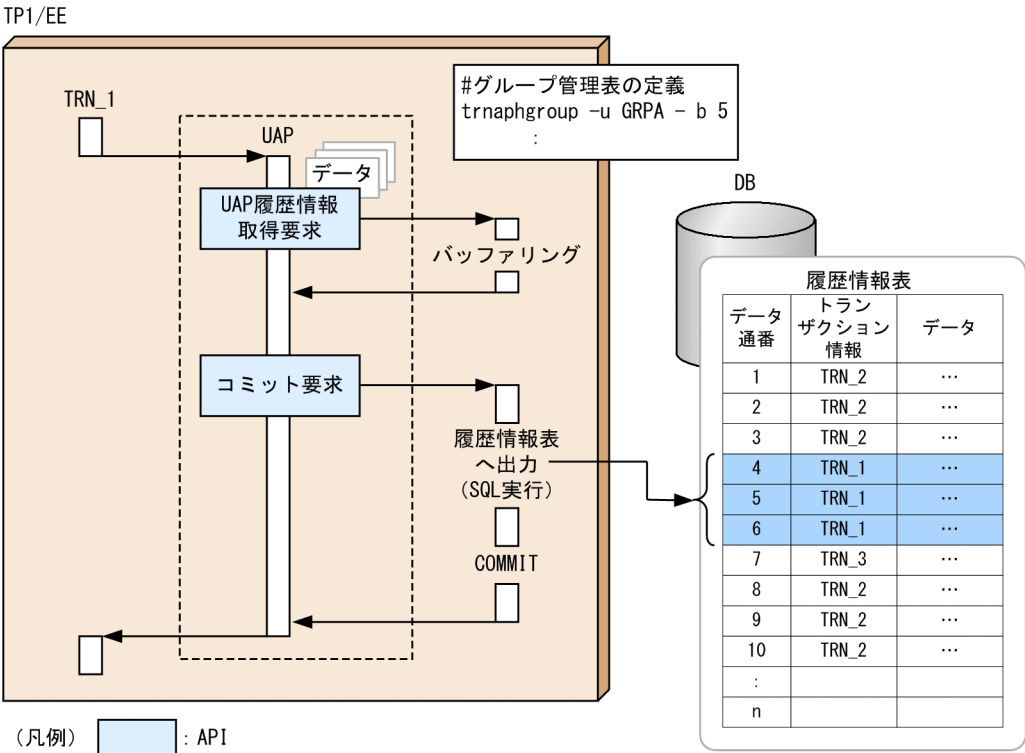 TP1/EE
#グループ管理表の定義
trnaphgroup -u GRPA - b 5
:
TRN_1
UAP
データ
UAP履歴情報
取得要求
バッファリング
コミット要求
履歴情報表
へ出力
(SQL実行)
COMMIT
DB
履歴情報表
データ
通番
トラン
ザクション
情報
データ
1 TRN_2 …
2 TRN_2 …
3 TRN_2 …
4 TRN_1 …
5 TRN_1 …
6 TRN_1 …
7 TRN_3 …
8 TRN_2 …
9 TRN_2 …
10 TRN_2 …
:
n
(凡例) : API